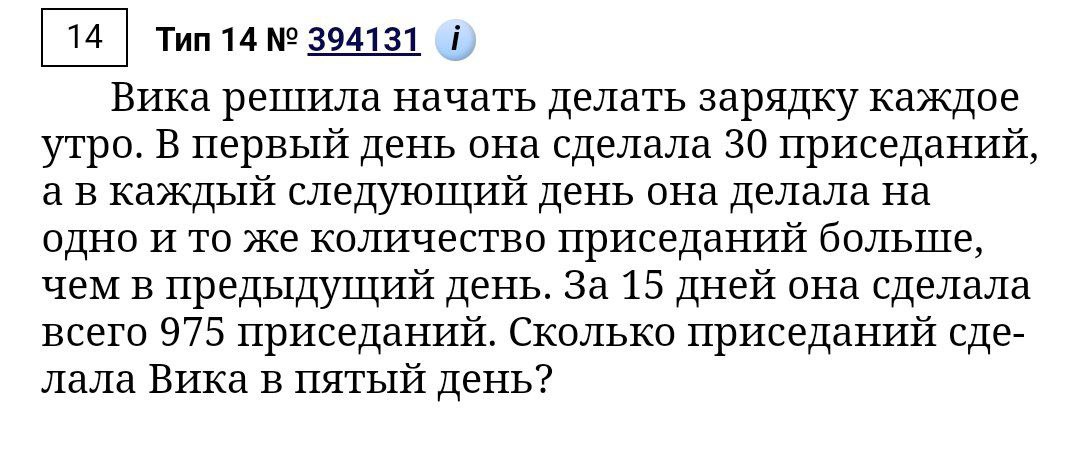 14 Тип 14 № 394131 i
Вика решила начать делать зарядку каждое
утро. В первый день она сделала 30 приседаний,
а в каждый следующий день она делала на
одно и то же количество приседаний больше,
чем в предыдущий день. За 15 дней она сделала
всего 975 приседаний. Сколько приседаний сде-
лала Вика в пятый день?